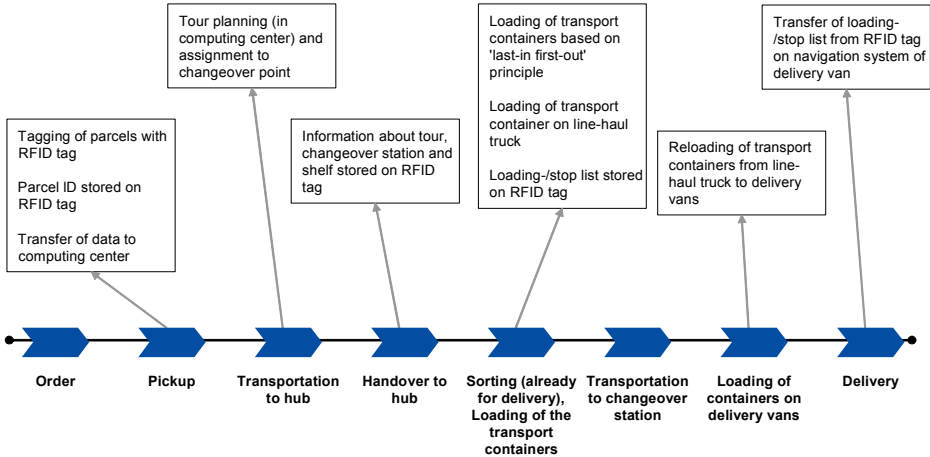 Tour planning (in
computing center) and
assignment to
changeover point
Loading of transport
containers based on
'last-in first-out'
principle
Loading of transport
container on line-haul
truck
Loading-/stop list stored
on RFID tag
Transfer of loading-
/stop list from RFID tag
on navigation system of
delivery van
Tagging of parcels with
RFID tag
Parcel ID stored on
RFID tag
Transfer of data to
computing center
Information about tour,
changeover station and
shelf stored on RFID
tag
Reloading of transport
containers from line-
haul truck to delivery
vans
Order
Pickup
Transportation
to hub
Handover to
hub
Sorting (already
for delivery),
Loading of the
transport
containers
Transportation
to changeover
station
Loading of
containers on
delivery vans
Delivery